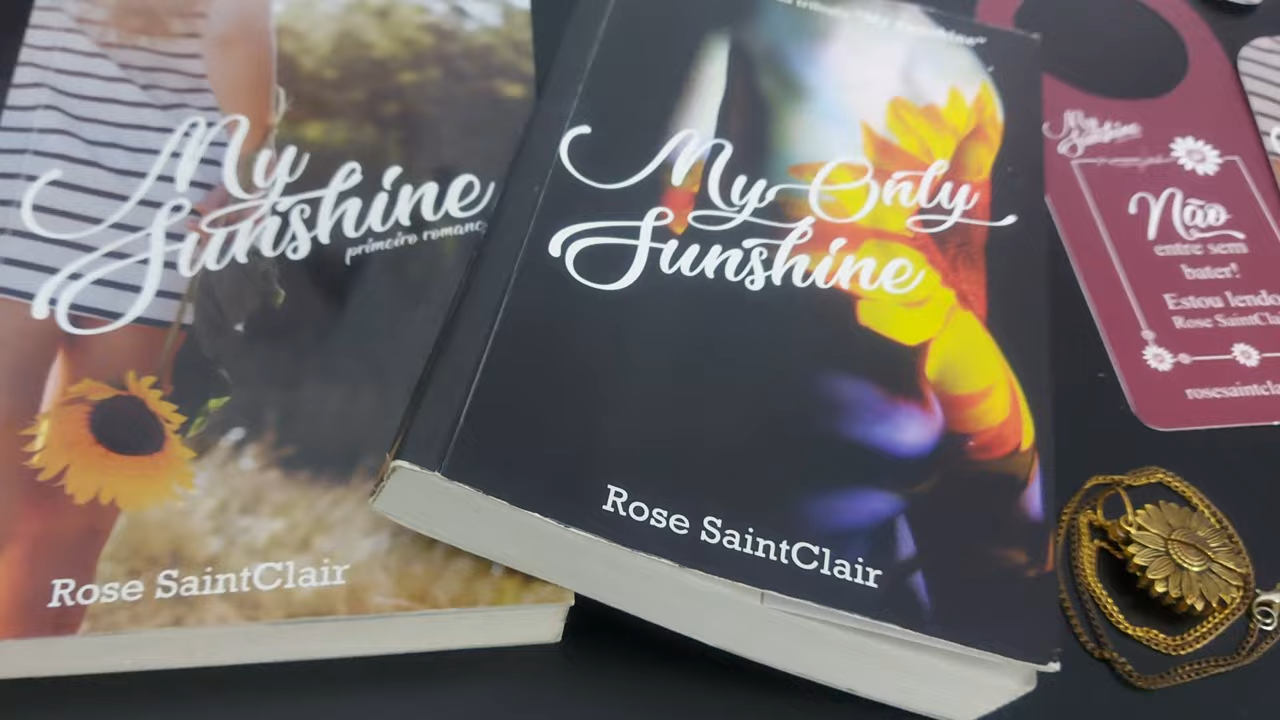 My
Sunshine
primeiro romance
Rose SaintClair
My Only
Sunshine
Rose SaintClair
My
Sunshine
Não
entre sem
bater!
Estou lendo
Rose SaintClai
rosesaintcla